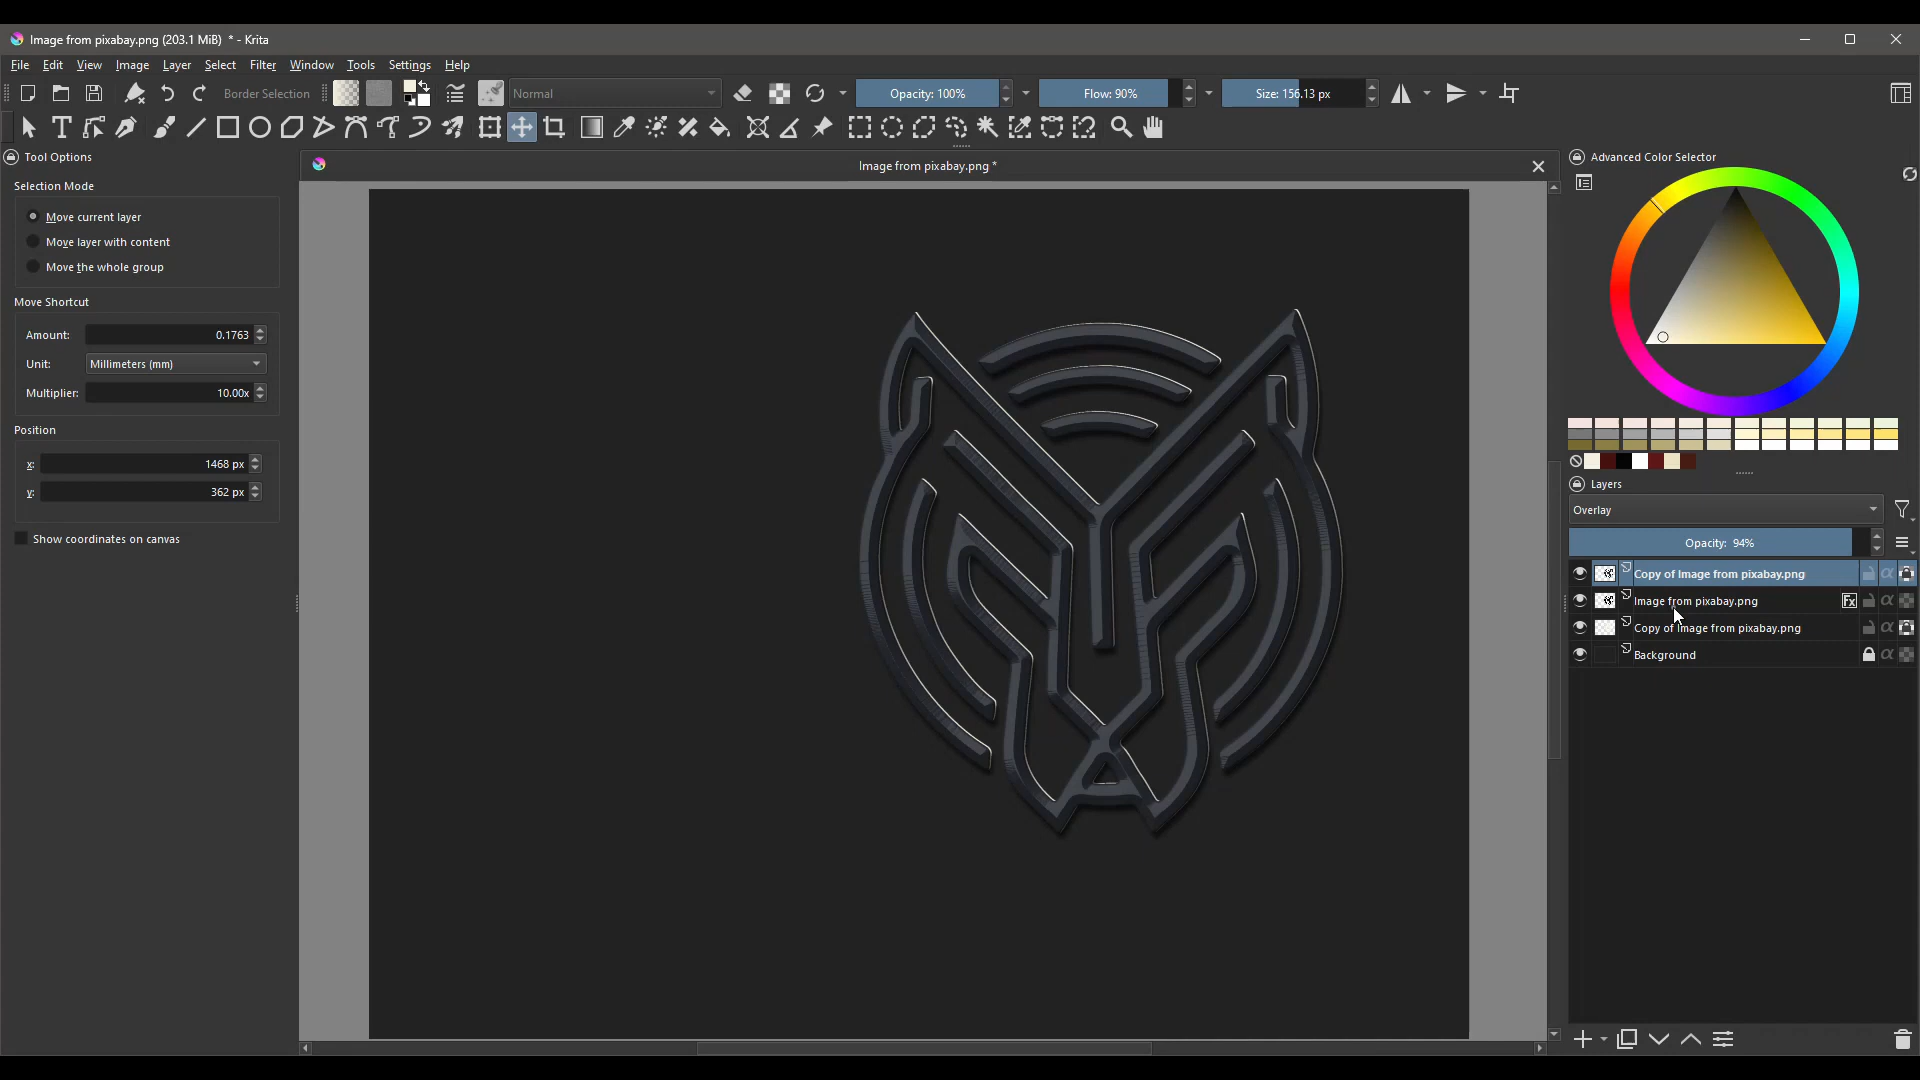 Image from pixabay.png (203.1 MiB) * - Krita
File Edit View Image Layer Select Filter Window Tools Settings Help
Border Selection
Normal
Opacity: 100%
Flow: 90%
Size: 156.13 px
Tool Options
Image from pixabay.png *
Advanced Color Selector
Selection Mode
Move current layer
Move layer with content
Move the whole group
Move Shortcut
Amount: 0.1763
Unit: Millimeters (mm)
Multiplier: 10.00x
Position
x: 1468 px
y: 362 px
Show coordinates on canvas
Layers
Overlay
Opacity: 94%
Copy of Image from pixabay.png
Image from pixabay.png
Fx
Copy of Image from pixabay.png
Background